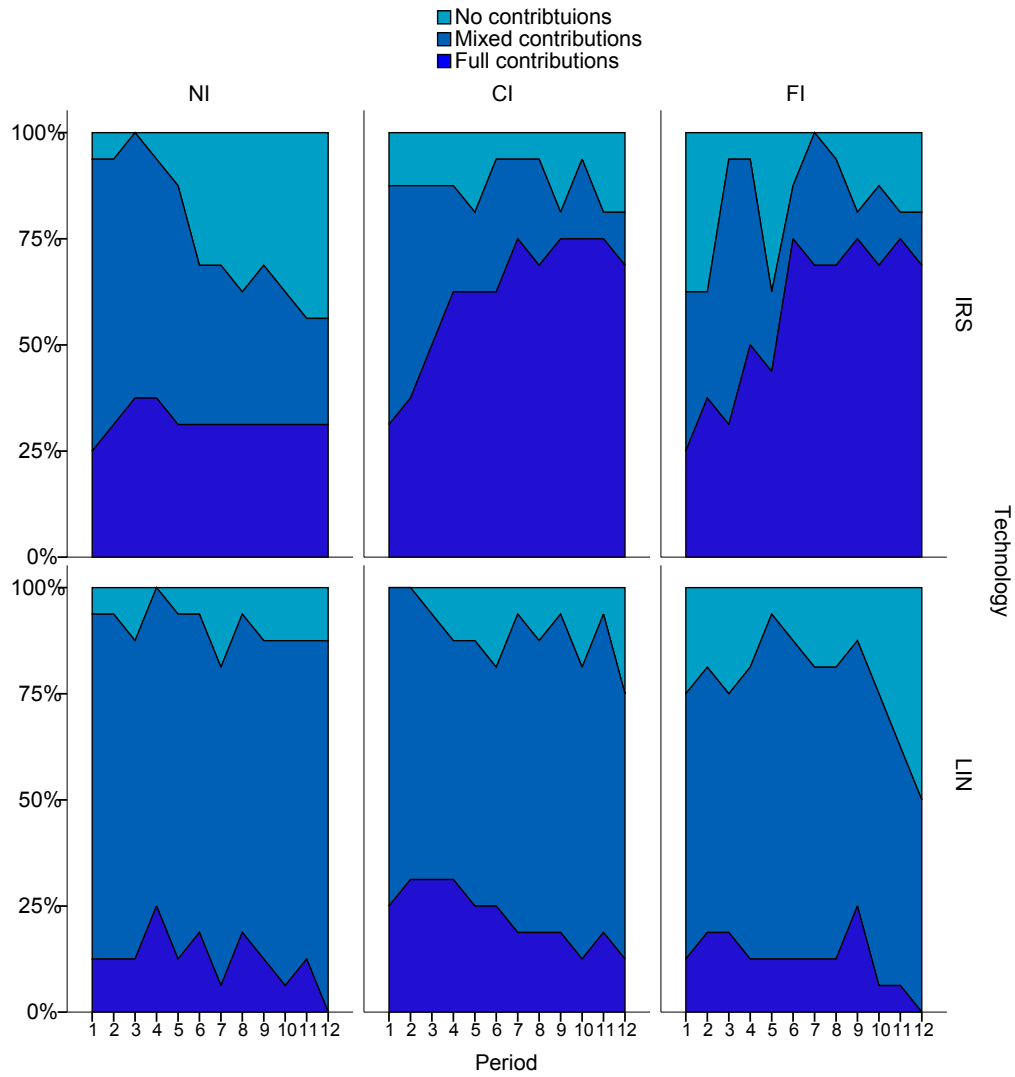 No contribtuions
Mixed contributions
Full contributions
NI CI FI
100%
75%
50%
25%
0%
IRS
Technology
100%
75%
50%
25%
0%
LIN
1 2 3 4 5 6 7 8 9 10 11 12 1 2 3 4 5 6 7 8 9 10 11 12 1 2 3 4 5 6 7 8 9 10 11 12
Period